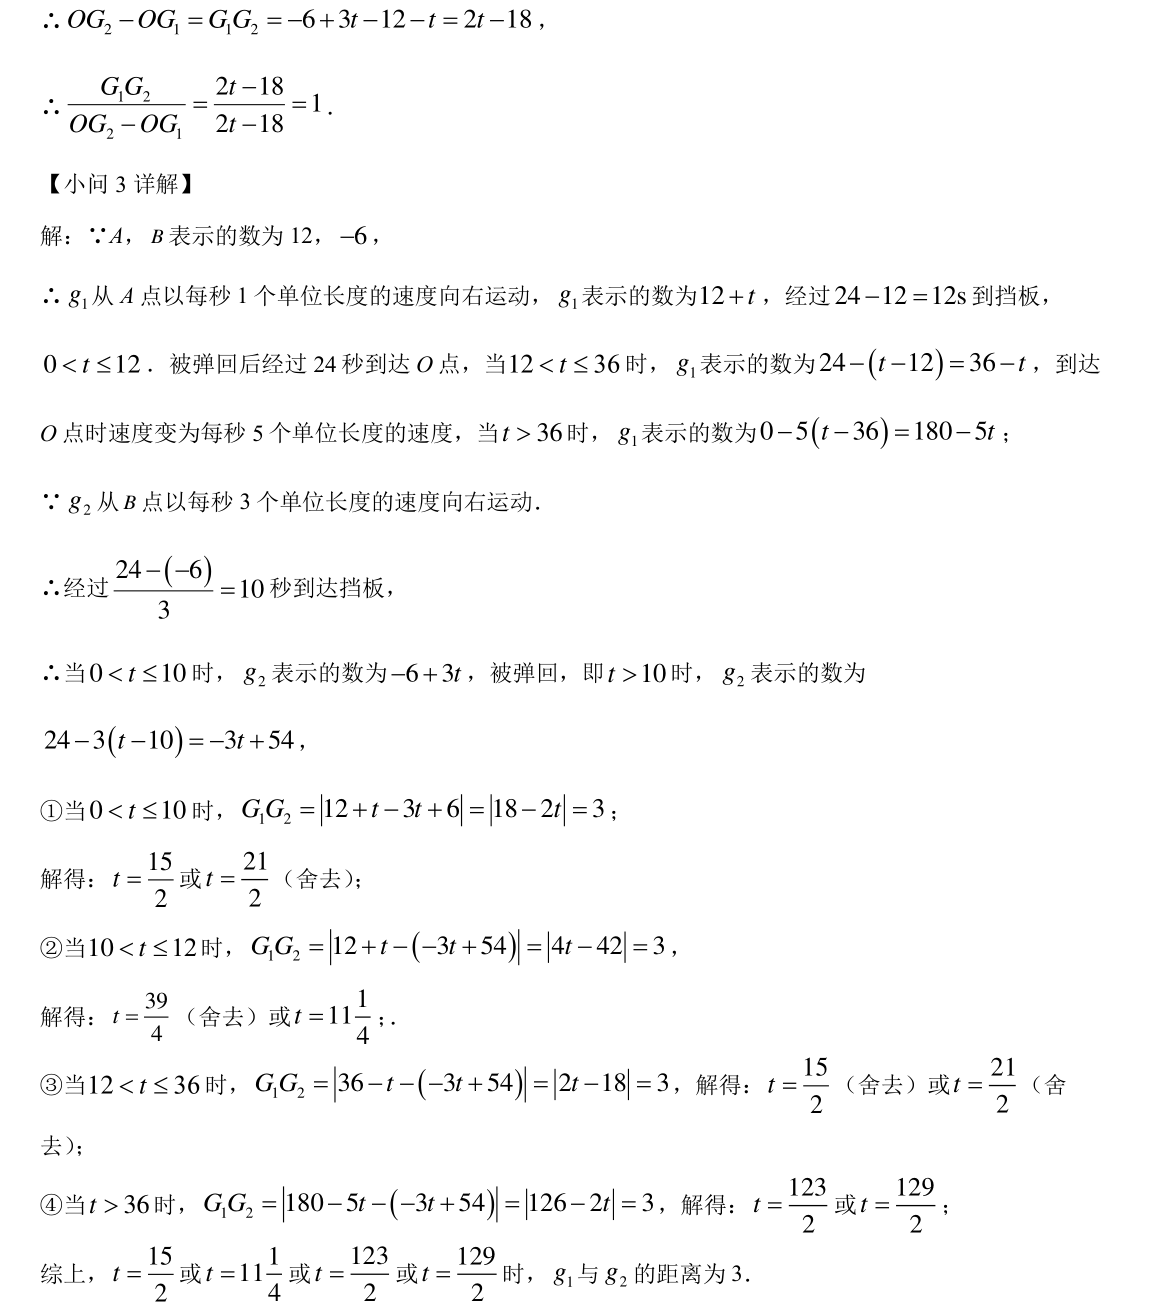 ∴ OG₂ − OG₁ = G₁G₂ = −6 + 3t − 12 − t = 2t − 18，
∴ \frac{G₁G₂}{OG₂ − OG₁} = \frac{2t − 18}{2t − 18} = 1．
【小问 3 详解】
解：∵A， B 表示的数为 12， −6，
∴ g₁ 从 A 点以每秒 1 个单位长度的速度向右运动， g₁ 表示的数为 12 + t ，经过 24 − 12 = 12s 到挡板，
0 < t ≤ 12 ．被弹回后经过 24 秒到达 O 点，当 12 < t ≤ 36 时， g₁ 表示的数为 24 − (t − 12) = 36 − t ，到达
O 点时速度变为每秒 5 个单位长度的速度，当 t > 36 时， g₁ 表示的数为 0 − 5(t − 36) = 180 − 5t ；
∵ g₂ 从 B 点以每秒 3 个单位长度的速度向右运动．
∴经过 \frac{24 − (−6)}{3} = 10 秒到达挡板，
∴当 0 < t ≤ 10 时， g₂ 表示的数为 −6 + 3t ，被弹回，即 t > 10 时， g₂ 表示的数为
24 − 3(t − 10) = −3t + 54，
①当 0 < t ≤ 10 时， G₁G₂ = |12 + t − 3t + 6| = |18 − 2t| = 3；
解得： t = \frac{15}{2} 或 t = \frac{21}{2} （舍去）；
②当 10 < t ≤ 12 时， G₁G₂ = |12 + t − (−3t + 54)| = |4t − 42| = 3，
解得： t = \frac{39}{4} （舍去）或 t = 11\frac{1}{4} ；．
③当 12 < t ≤ 36 时， G₁G₂ = |36 − t − (−3t + 54)| = |2t − 18| = 3，解得： t = \frac{15}{2} （舍去）或 t = \frac{21}{2} （舍
去）；
④当 t > 36 时， G₁G₂ = |180 − 5t − (−3t + 54)| = |126 − 2t| = 3，解得： t = \frac{123}{2} 或 t = \frac{129}{2} ；
综上， t = \frac{15}{2} 或 t = 11\frac{1}{4} 或 t = \frac{123}{2} 或 t = \frac{129}{2} 时， g₁ 与 g₂ 的距离为 3．